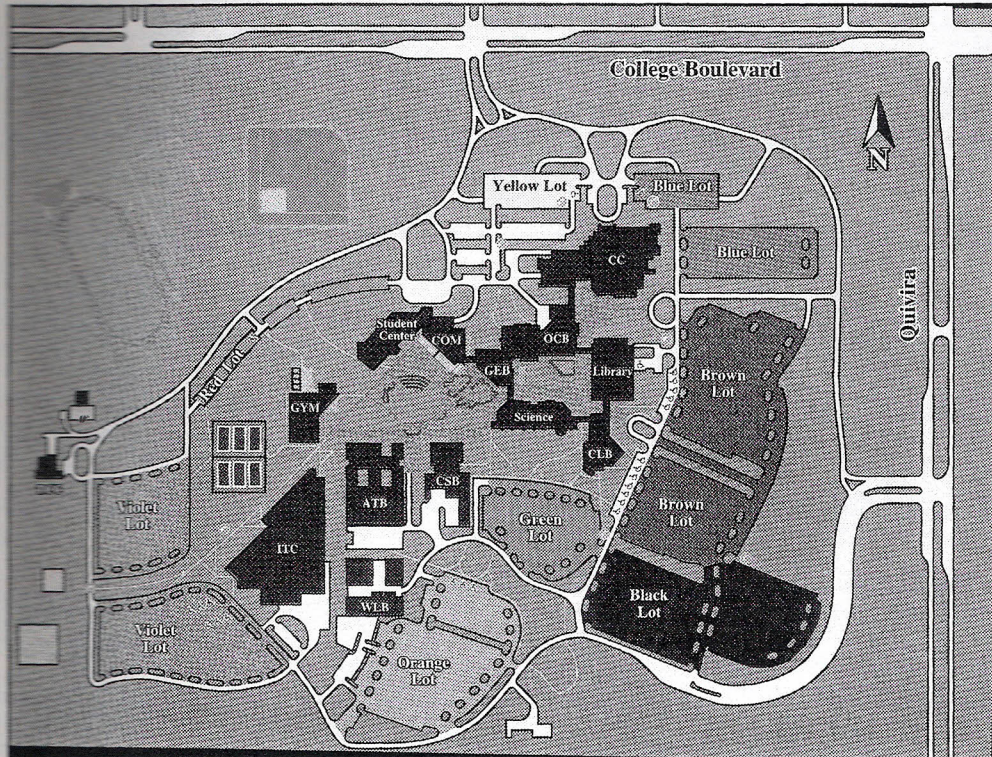 College Boulevard
N
Yellow Lot
Blue Lot
Blue Lot
CC
Quivira
Student
Center
COM
OCB
GEB
Library
Brown
Lot
Red Lot
GYM
Science
CLB
ATB
CSB
Violet
Lot
Green
Lot
Brown
Lot
ITC
WLB
Black
Lot
Violet
Lot
Orange
Lot